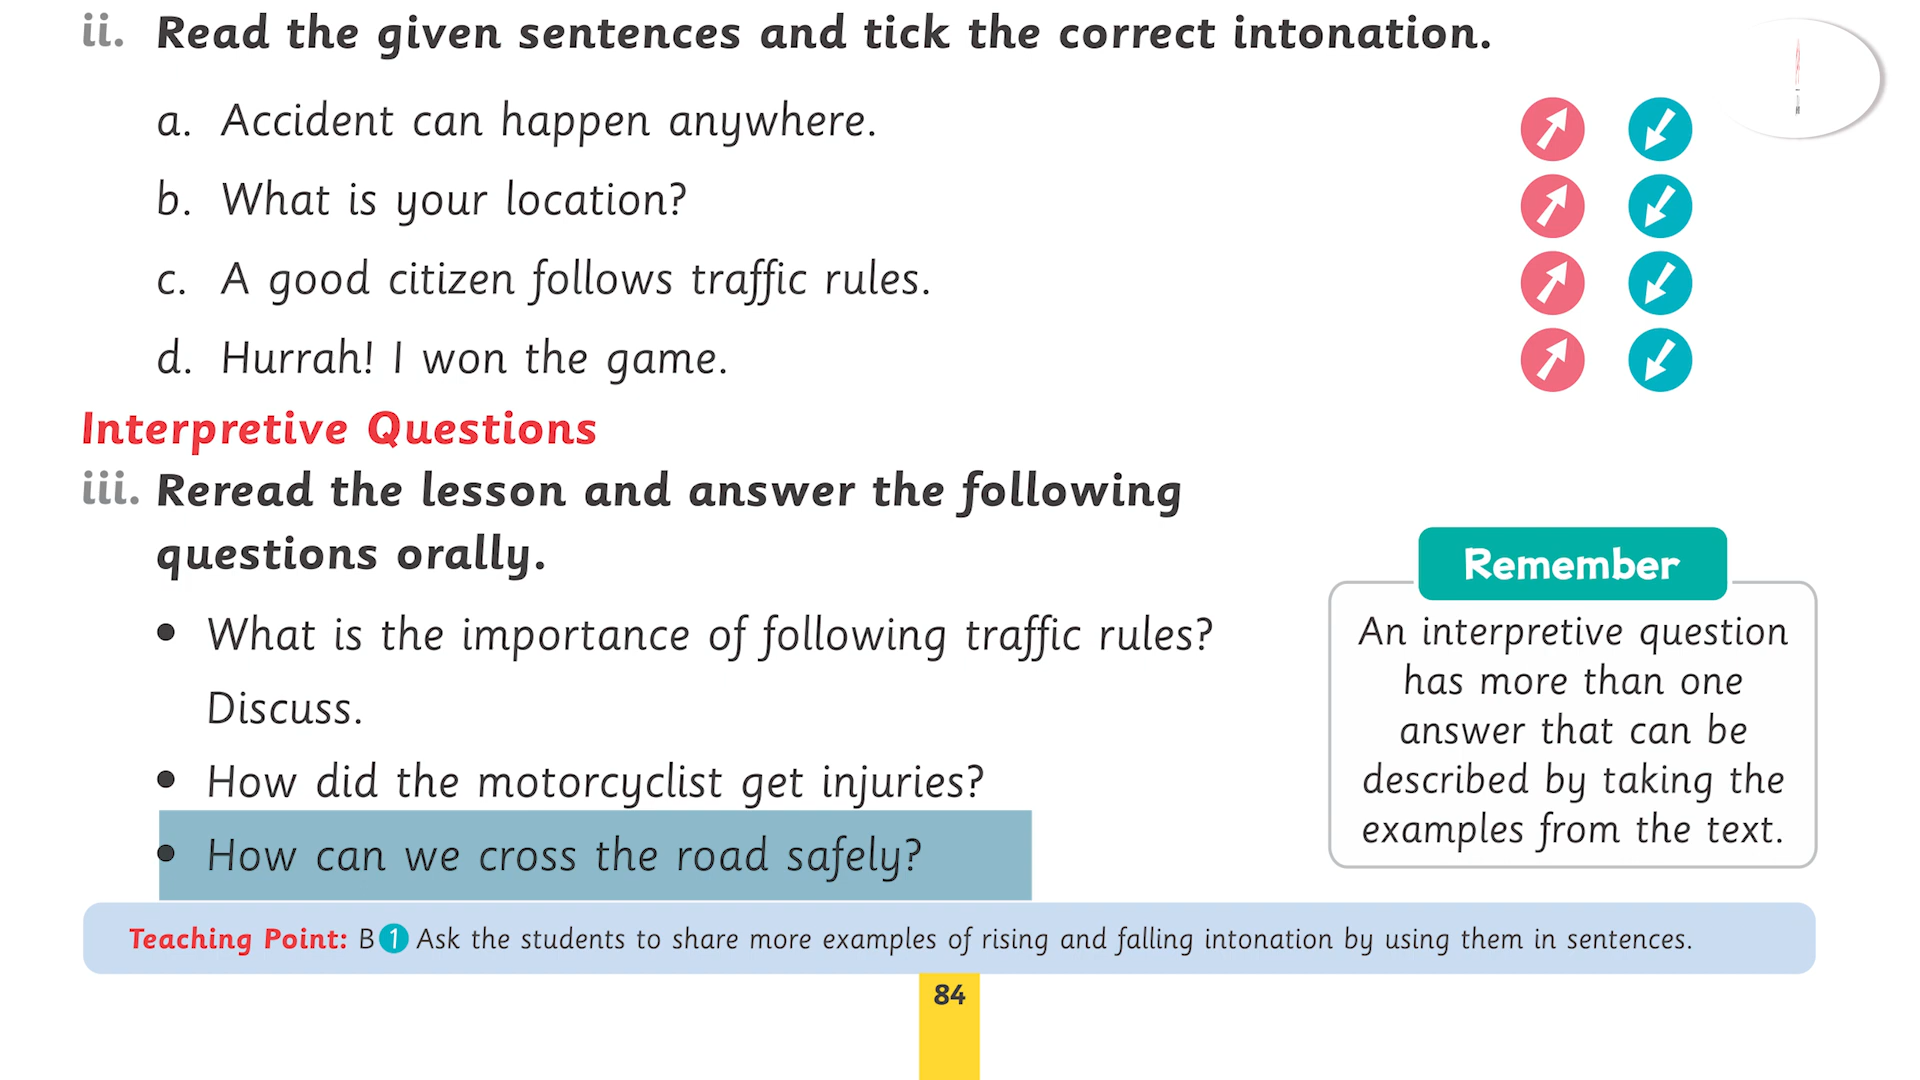 ii. Read the given sentences and tick the correct intonation.
a. Accident can happen anywhere.
b. What is your location?
c. A good citizen follows traffic rules.
d. Hurrah! I won the game.
Interpretive Questions
iii. Reread the lesson and answer the following
questions orally.
• What is the importance of following traffic rules?
Discuss.
• How did the motorcyclist get injuries?
• How can we cross the road safely?
Remember
An interpretive question
has more than one
answer that can be
described by taking the
examples from the text.
Teaching Point: B 1 Ask the students to share more examples of rising and falling intonation by using them in sentences.
84